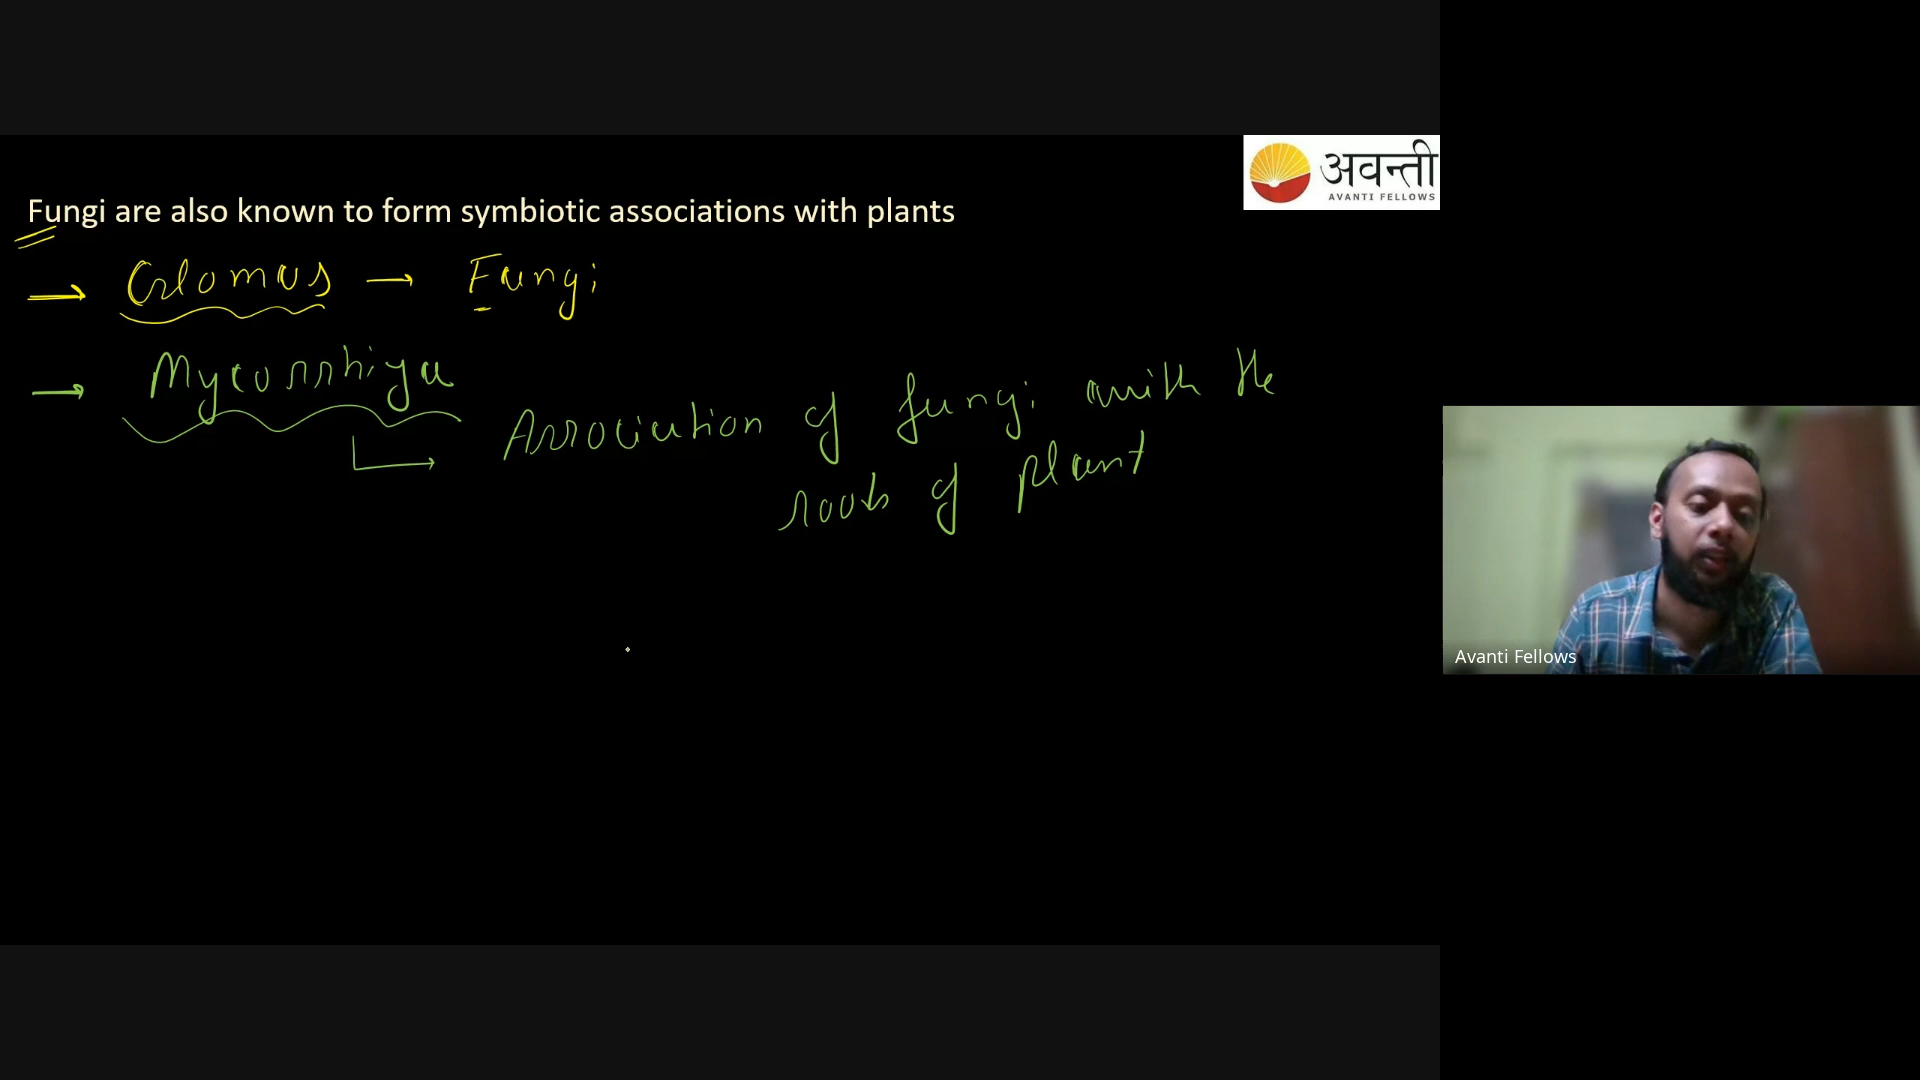 अवन्ती
AVANTI FELLOWS
Fungi are also known to form symbiotic associations with plants
→ Glomus → Fungi
→ Mycorrhiza
Association of fungi with the
roots of plant
Avanti Fellows